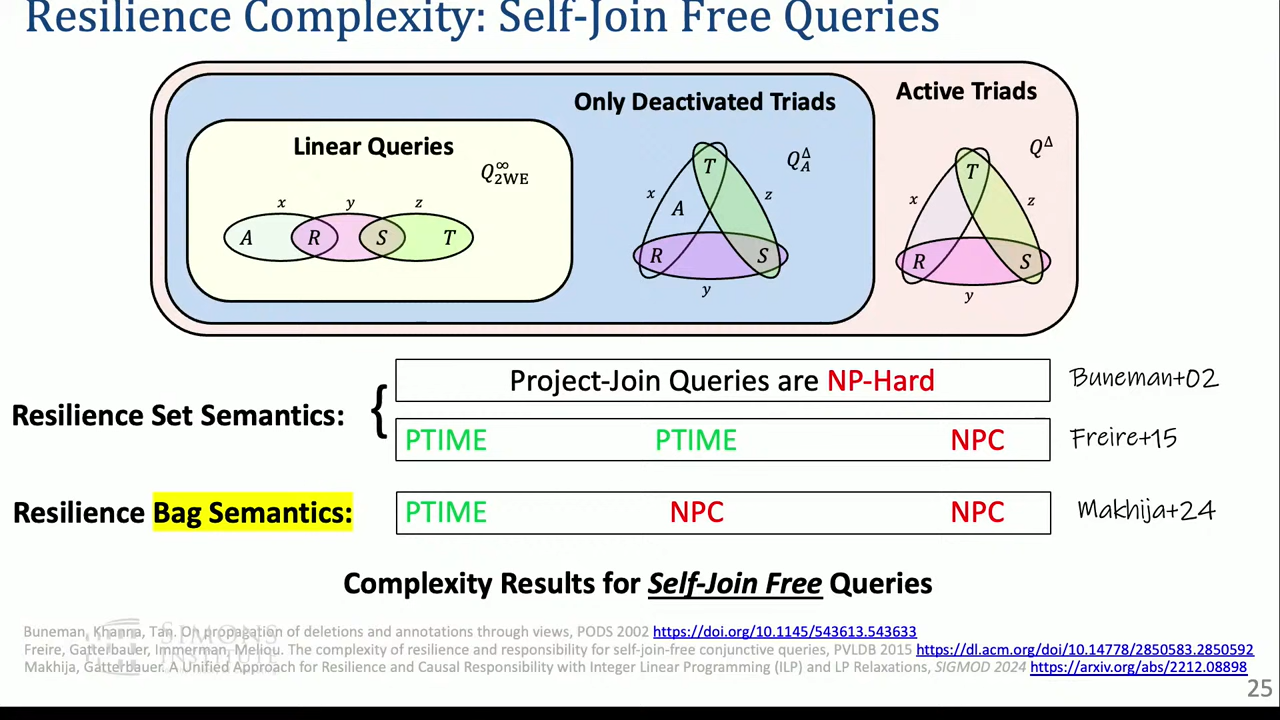 Resilience Complexity: Self-Join Free Queries
Only Deactivated Triads
Active Triads
Linear Queries
Q^∞_2WE
Q^Δ_A
Q^Δ
x y z
A R S T
x
z
T
A
R
S
y
x
z
T
R
S
y
Project-Join Queries are NP-Hard
Buneman+02
Resilience Set Semantics: {
PTIME PTIME NPC
Freire+15
Resilience Bag Semantics:
PTIME NPC NPC
Makhija+24
Complexity Results for Self-Join Free Queries
SIMONS
INSTITUTE
Buneman, Khanna, Tan. On propagation of deletions and annotations through views, PODS 2002 https://doi.org/10.1145/543613.543633
Freire, Gatterbauer, Immerman, Meliou. The complexity of resilience and responsibility for self-join-free conjunctive queries, PVLDB 2015 https://dl.acm.org/doi/10.14778/2850583.2850592
Makhija, Gatterbauer. A Unified Approach for Resilience and Causal Responsibility with Integer Linear Programming (ILP) and LP Relaxations, SIGMOD 2024 https://arxiv.org/abs/2212.08898
25